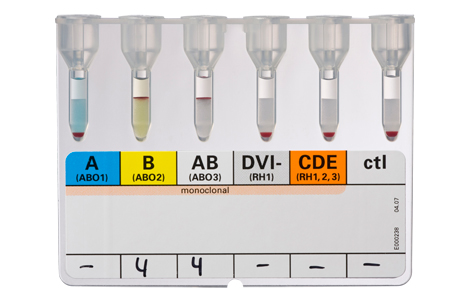 A B AB DVI- CDE ctl
(ABO1) (ABO2) (ABO3) (RH1) (RH1, 2, 3)
monoclonal
E000238 04.07
- 4 4 - - -